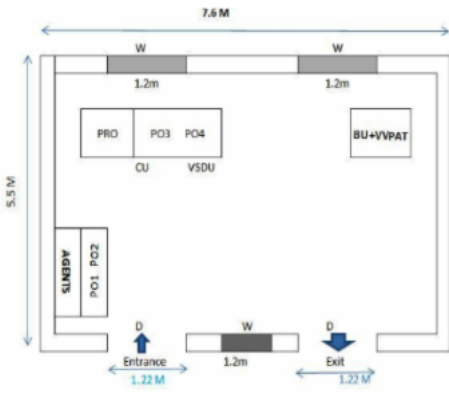 7.6 M
W W
1.2m 1.2m
5.5 M
PRO PO3 PO4
BU+VVPAT
CU VSDU
AGENTS
PO1 PO2
D W D
Entrance 1.2m Exit
1.22 M 1.22 M